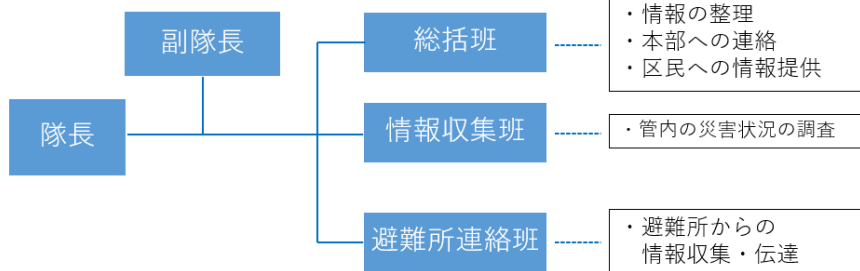 副隊長
隊長
総括班
・情報の整理
・本部への連絡
・区民への情報提供
情報収集班
・管内の災害状況の調査
避難所連絡班
・避難所からの
情報収集・伝達